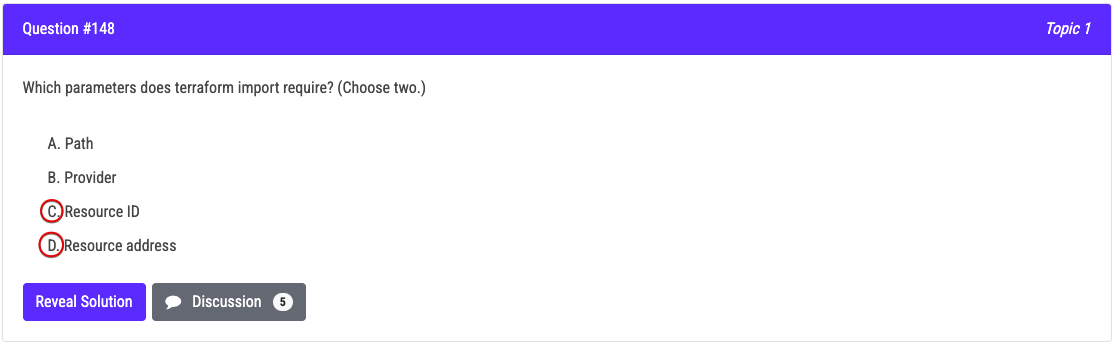 Question #148
Topic 1
Which parameters does terraform import require? (Choose two.)
A. Path
B. Provider
C. Resource ID
D. Resource address
Reveal Solution
Discussion 5